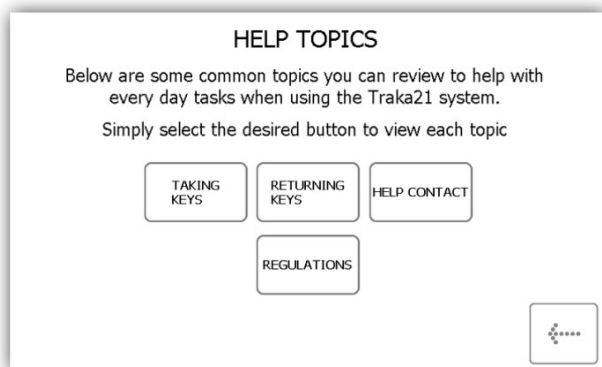 HELP TOPICS
Below are some common topics you can review to help with
every day tasks when using the Traka21 system.
Simply select the desired button to view each topic
TAKING
KEYS
RETURNING
KEYS
HELP CONTACT
REGULATIONS